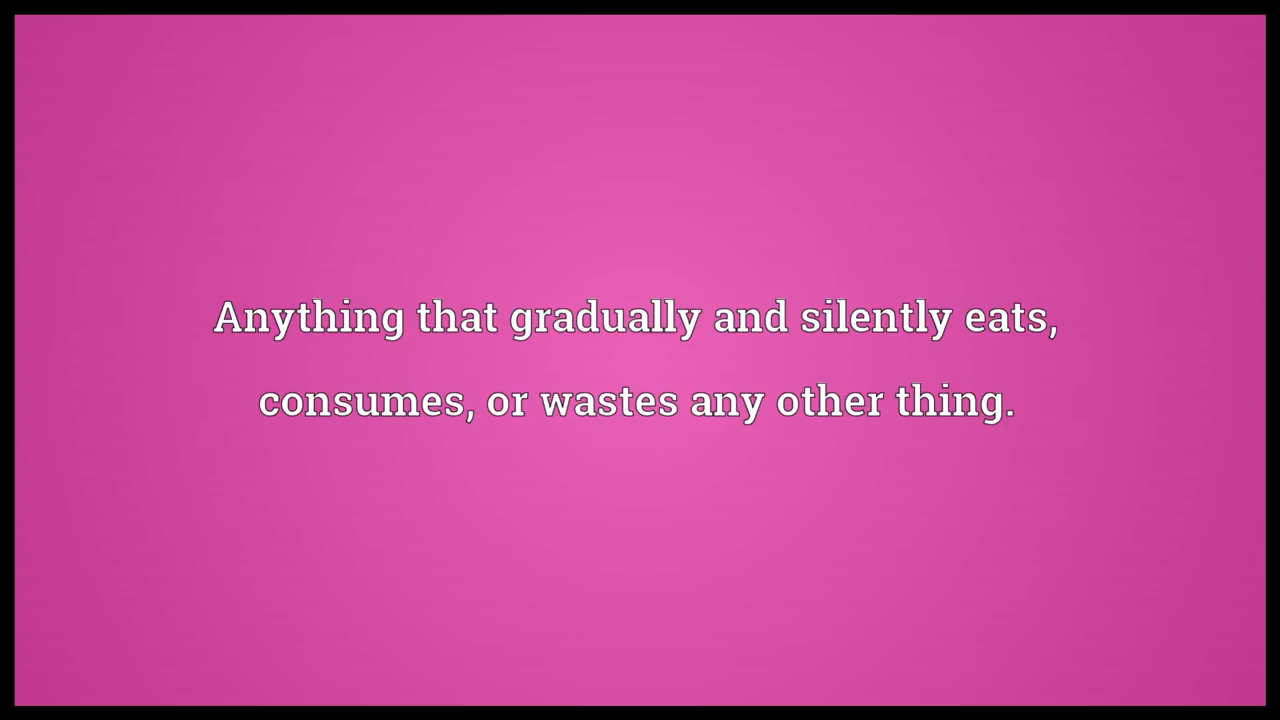 Anything that gradually and silently eats,
consumes, or wastes any other thing.